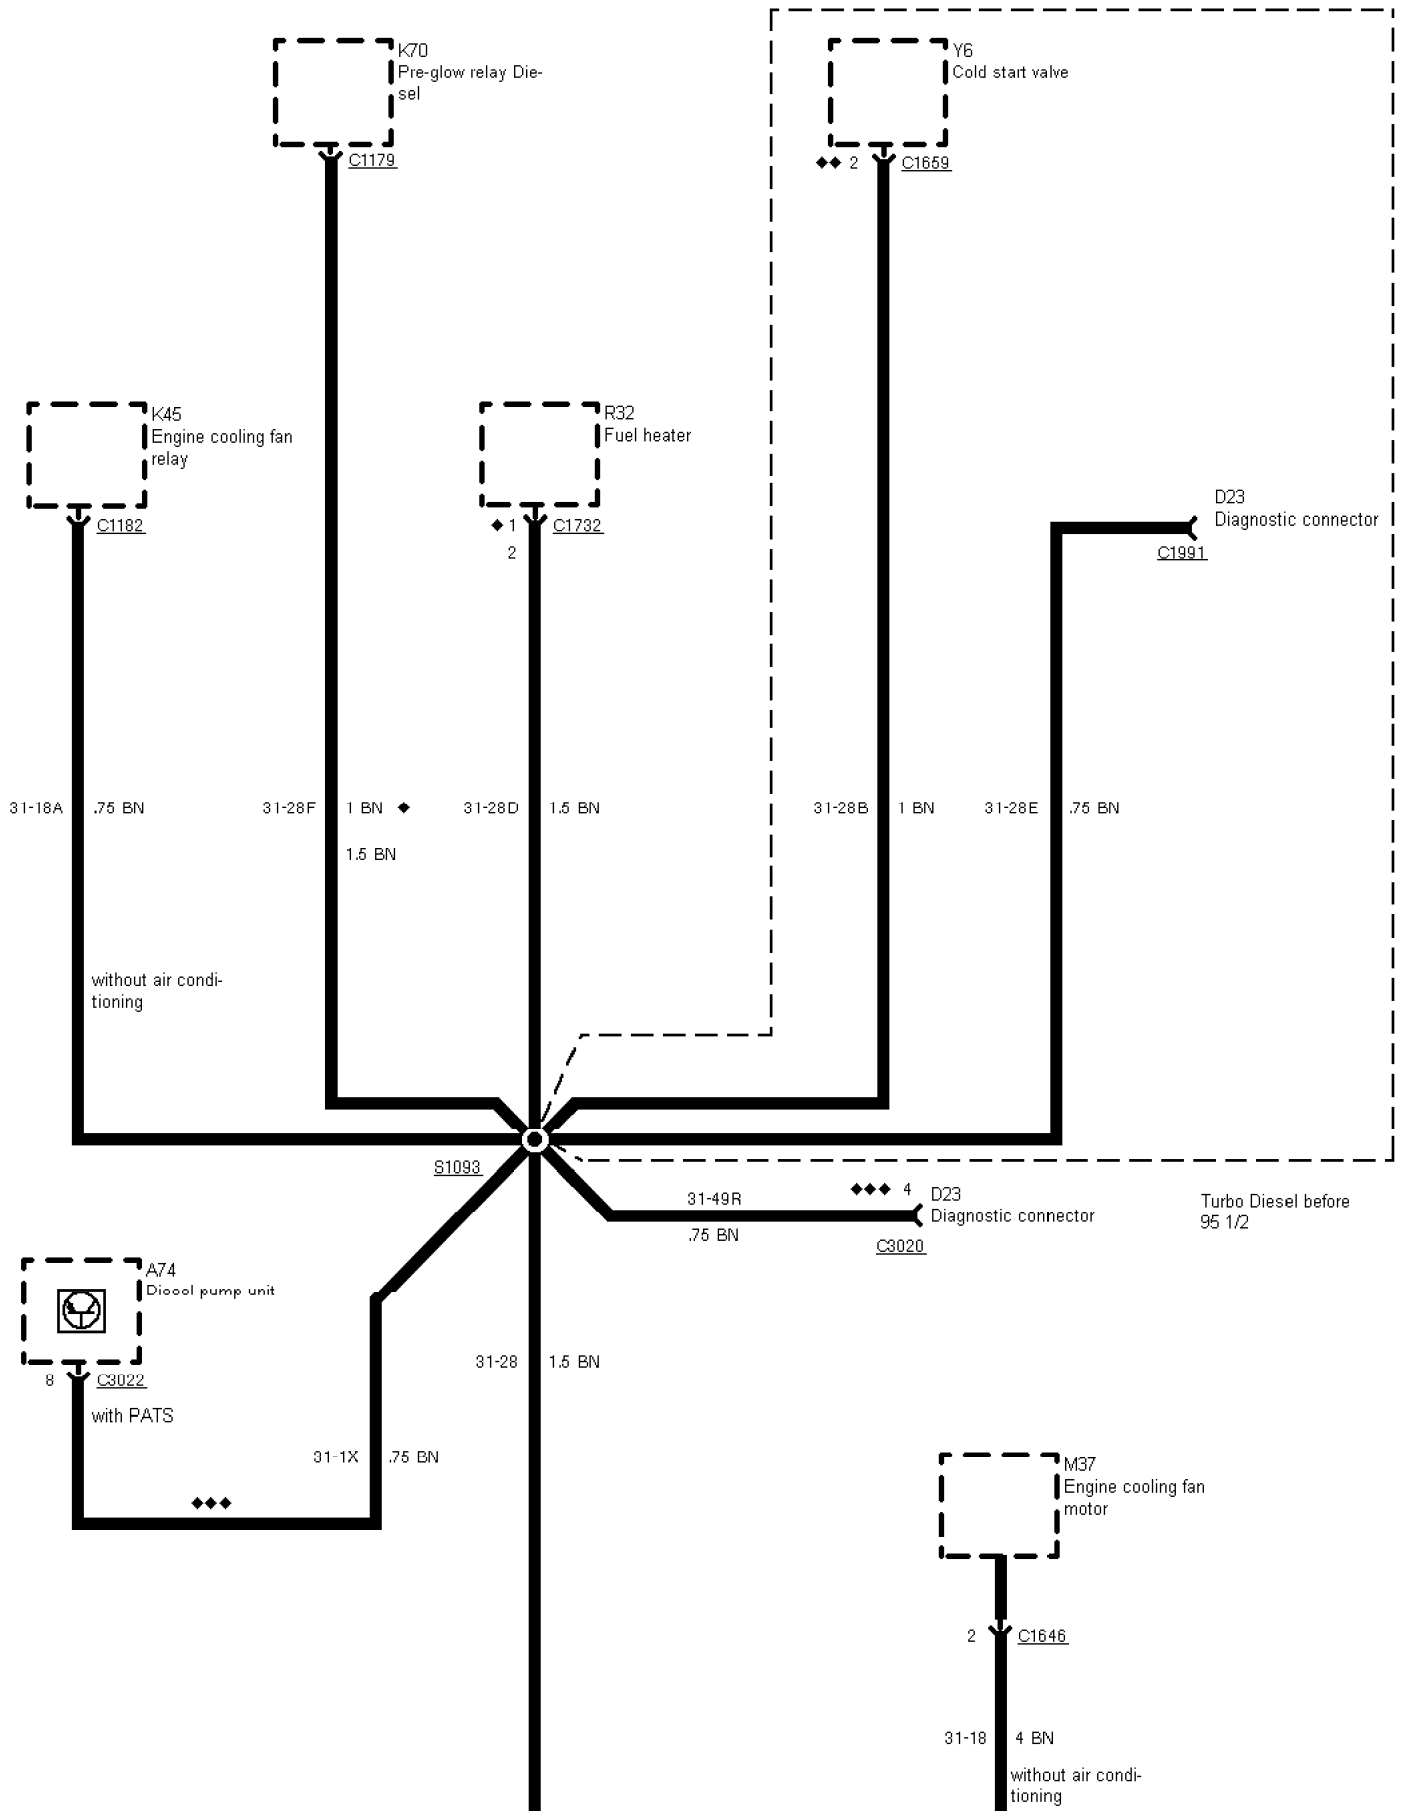 K70
Pre-glow relay Die-
sel
C1179
Y6
Cold start valve
◆◆ 2
C1659
K45
Engine cooling fan
relay
C1182
R32
Fuel heater
◆ 1
C1732
2
D23
Diagnostic connector
C1991
31-18A
.75 BN
31-28F
1 BN ◆
1.5 BN
31-28D
1.5 BN
31-28B
1 BN
31-28E
.75 BN
without air condi-
tioning
S1093
31-49R
.75 BN
◆◆◆ 4
D23
Diagnostic connector
C3020
Turbo Diesel before
95 1/2
A74
pump unit
8
C3022
with PATS
31-28
1.5 BN
31-1X
.75 BN
◆◆◆
M37
Engine cooling fan
motor
2
C1646
31-18
4 BN
without air condi-
tioning